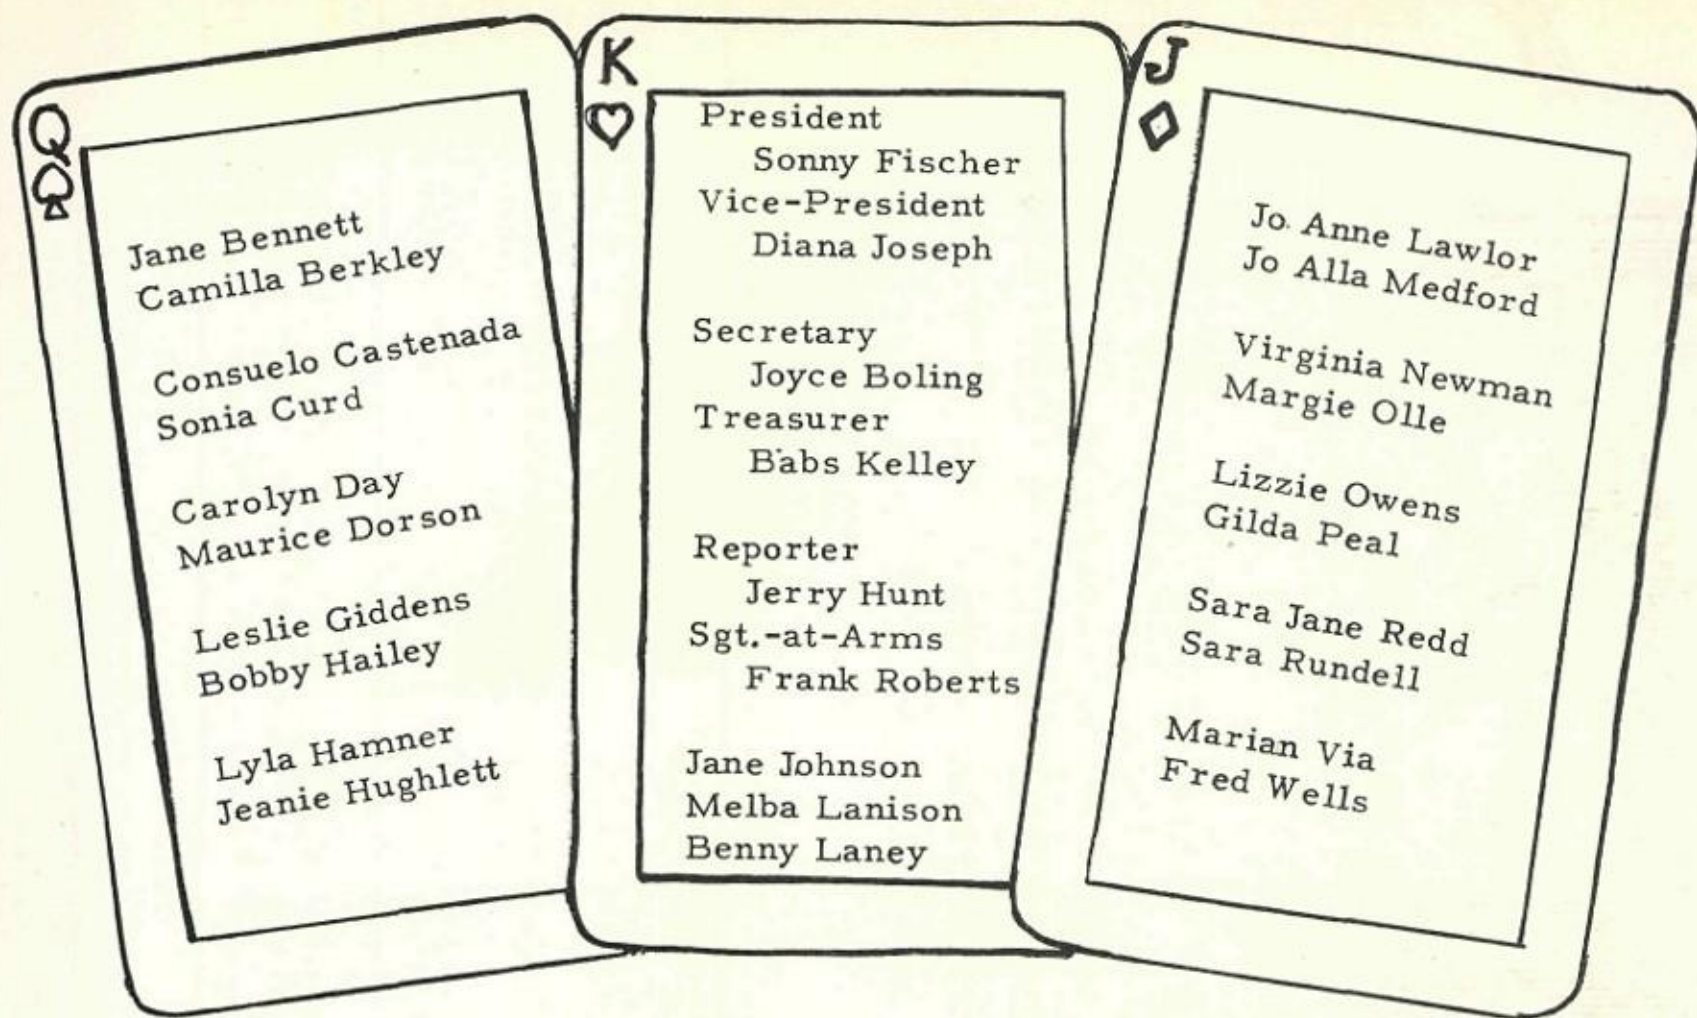 Q
Jane Bennett
Camilla Berkley
Consuelo Castenada
Sonia Curd
Carolyn Day
Maurice Dorson
Leslie Giddens
Bobby Hailey
Lyla Hamner
Jeanie Hughlett
K
President
Sonny Fischer
Vice-President
Diana Joseph
Secretary
Joyce Boling
Treasurer
Babs Kelley
Reporter
Jerry Hunt
Sgt.-at-Arms
Frank Roberts
Jane Johnson
Melba Lanison
Benny Laney
J
Jo Anne Lawlor
Jo Alla Medford
Virginia Newman
Margie Olle
Lizzie Owens
Gilda Peal
Sara Jane Redd
Sara Rundell
Marian Via
Fred Wells